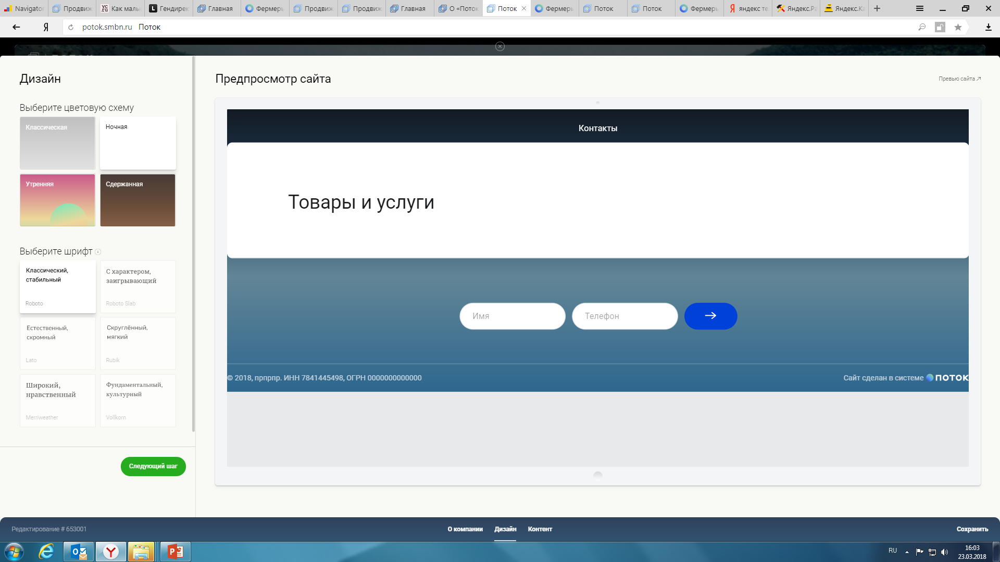 Navigator
Продвиж
Как малы
Гендирек
Главная
Фермеры
Продвиж
Продвиж
Главная
О «Поток
Поток
Фермеры
Поток
Поток
Фермеры
яндекс те
Яндекс.Ра
Яндекс.Ка
potok.smbn.ru Поток
Дизайн
Выберите цветовую схему
Классическая
Ночная
Утренняя
Сдержанная
Выберите шрифт
Классический,
стабильный
Roboto
С характером,
заигрывающий
Roboto Slab
Естественный,
скромный
Lato
Скруглённый,
мягкий
Rubik
Широкий,
нравственный
Merriweather
Фундаментальный,
культурный
Vollkorn
Следующий шаг
Предпросмотр сайта
Превью сайта
Контакты
Товары и услуги
Имя
Телефон
© 2018, прпрпр. ИНН 7841445498, ОГРН 0000000000000
Сайт сделан в системе ПОТОК
Редактирование # 653001
О компании
Дизайн
Контент
Сохранить
RU
16:03
23.03.2018